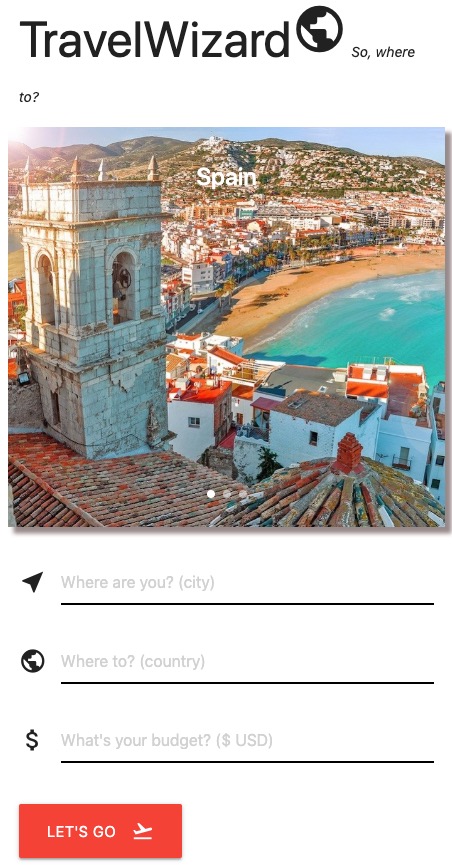 TravelWizard So, where
to?
Spain
Where are you? (city)
Where to? (country)
$ What's your budget? ($ USD)
LET'S GO